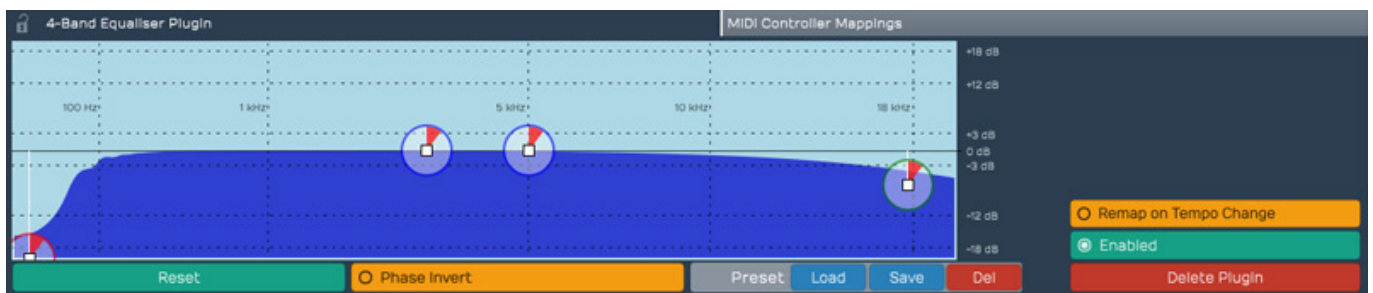 4-Band Equaliser Plugin
MIDI Controller Mappings
+18 dB
+12 dB
100 Hz
1 kHz
5 kHz
10 kHz
18 kHz
+3 dB
0 dB
-3 dB
-12 dB
-18 dB
Remap on Tempo Change
Enabled
Reset
Phase Invert
Preset
Load
Save
Del
Delete Plugin